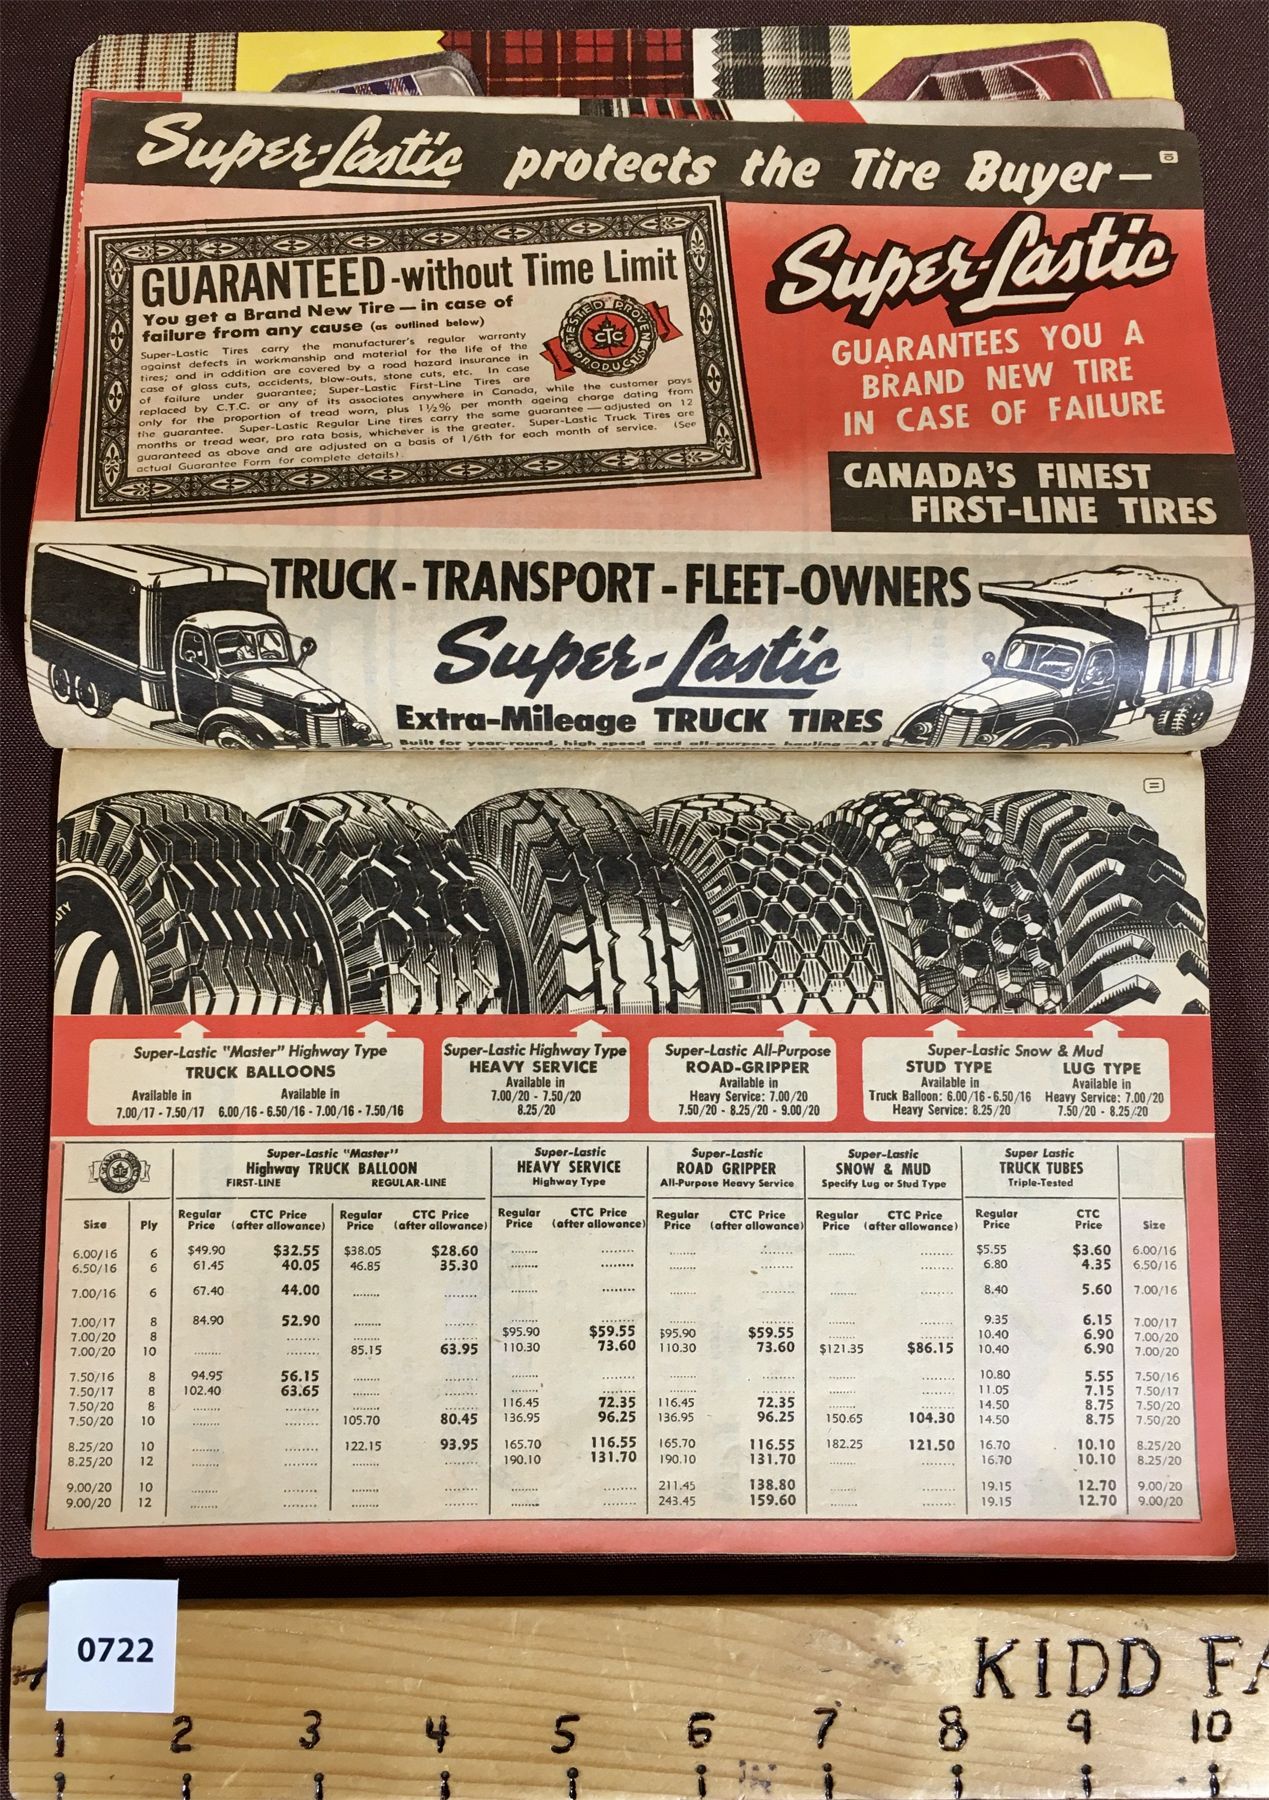 Super-Lastic protects the Tire Buyer—
10
GUARANTEED-without Time Limit
You get a Brand New Tire — in case of
failure from any cause (as outlined below)
Super-Lastic Tires carry the manufacturer's regular warranty
against defects in workmanship and material for the life of the
tires; and in addition are covered by a road hazard insurance in
case of glass cuts, accidents, blow-outs, stone cuts, etc. In case
of failure under guarantee; Super-Lastic First-Line Tires are
replaced by C.T.C. or any of its associates anywhere in Canada, while the customer pays
only for the proportion of tread worn, plus 1½% per month ageing charge dating from
the guarantee. Super-Lastic Regular Line tires carry the same guarantee — adjusted on 12
months or tread wear, pro rata basis, whichever is the greater. Super-Lastic Truck Tires are
guaranteed as above and are adjusted on a basis of 1/6th for each month of service. (See
actual Guarantee Form for complete details).
TESTED PROVEN
CTC
PRODUCTS
Super-Lastic
GUARANTEES YOU A
BRAND NEW TIRE
IN CASE OF FAILURE
CANADA'S FINEST
FIRST-LINE TIRES
TRUCK - TRANSPORT - FLEET-OWNERS
Super-Lastic
Extra-Mileage TRUCK TIRES
Built for year-round, high speed and all-purpose hauling—AT
11
UTY
Super-Lastic "Master" Highway Type
TRUCK BALLOONS
Available in Available in
7.00/17 - 7.50/17 6.00/16 - 6.50/16 - 7.00/16 - 7.50/16
Super-Lastic Highway Type
HEAVY SERVICE
Available in
7.00/20 - 7.50/20
8.25/20
Super-Lastic All-Purpose
ROAD-GRIPPER
Available in
Heavy Service: 7.00/20
7.50/20 - 8.25/20 - 9.00/20
Super-Lastic Snow & Mud
STUD TYPE LUG TYPE
Available in Available in
Truck Balloon: 6.00/16-6.50/16 Heavy Service: 7.00/20
Heavy Service: 8.25/20 7.50/20 - 8.25/20
Super-Lastic "Master" Super-Lastic Super-Lastic Super-Lastic Super Lastic
Highway TRUCK BALLOON HEAVY SERVICE ROAD GRIPPER SNOW & MUD TRUCK TUBES
FIRST-LINE REGULAR-LINE Highway Type All-Purpose Heavy Service Specify Lug or Stud Type Triple-Tested
Size Ply Regular Price CTC Price (after allowance) Regular Price CTC Price (after allowance) Regular Price CTC Price (after allowance) Regular Price CTC Price (after allowance) Regular Price CTC Price (after allowance) Regular Price CTC Price Size
6.00/16 6 $49.90 $32.55 $38.05 $28.60 ........ ........ ........ ........ ........ ........ $5.55 $3.60 6.00/16
6.50/16 6 61.45 40.05 46.85 35.30 ........ ........ ........ ........ ........ ........ 6.80 4.35 6.50/16
7.00/16 6 67.40 44.00 ........ ........ ........ ........ ........ ........ ........ ........ 8.40 5.60 7.00/16
7.00/17 8 84.90 52.90 ........ ........ ........ ........ ........ ........ ........ ........ 9.35 6.15 7.00/17
7.00/20 8 ........ ........ ........ ........ $95.90 $59.55 $95.90 $59.55 ........ ........ 10.40 6.90 7.00/20
7.00/20 10 ........ ........ 85.15 63.95 110.30 73.60 110.30 73.60 $121.35 $86.15 10.40 6.90 7.00/20
7.50/16 8 94.95 56.15 ........ ........ ........ ........ ........ ........ ........ ........ 10.80 5.55 7.50/16
7.50/17 8 102.40 63.65 ........ ........ ........ ........ ........ ........ ........ ........ 11.05 7.15 7.50/17
7.50/20 8 ........ ........ ........ ........ 116.45 72.35 116.45 72.35 ........ ........ 14.50 8.75 7.50/20
7.50/20 10 ........ ........ 105.70 80.45 136.95 96.25 136.95 96.25 150.65 104.30 14.50 8.75 7.50/20
8.25/20 10 ........ ........ 122.15 93.95 165.70 116.55 165.70 116.55 182.25 121.50 16.70 10.10 8.25/20
8.25/20 12 ........ ........ ........ ........ 190.10 131.70 190.10 131.70 ........ ........ 16.70 10.10 8.25/20
9.00/20 10 ........ ........ ........ ........ ........ ........ 211.45 138.80 ........ ........ 19.15 12.70 9.00/20
9.00/20 12 ........ ........ ........ ........ ........ ........ 243.45 159.60 ........ ........ 19.15 12.70 9.00/20
0722
KIDD FA
1 2 3 4 5 6 7 8 9 10